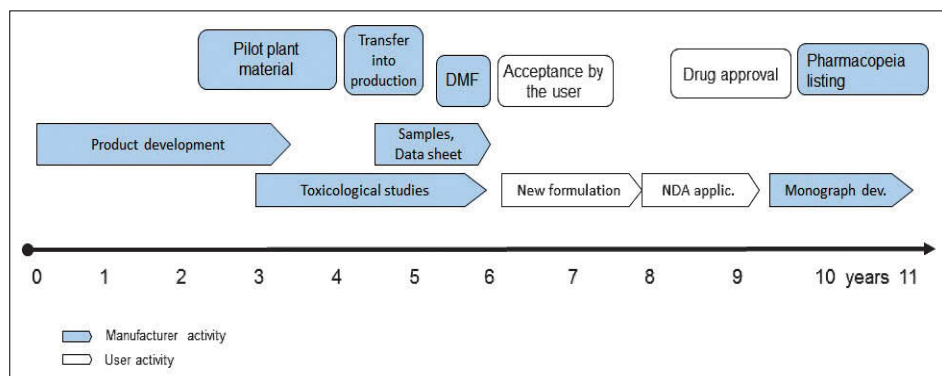 Pilot plant
material
Transfer
into
production
DMF
Acceptance by
the user
Drug approval
Pharmacopeia
listing
Product development
Samples,
Data sheet
Toxicological studies
New formulation
NDA applic.
Monograph dev.
0 1 2 3 4 5 6 7 8 9 10 years 11
Manufacturer activity
User activity